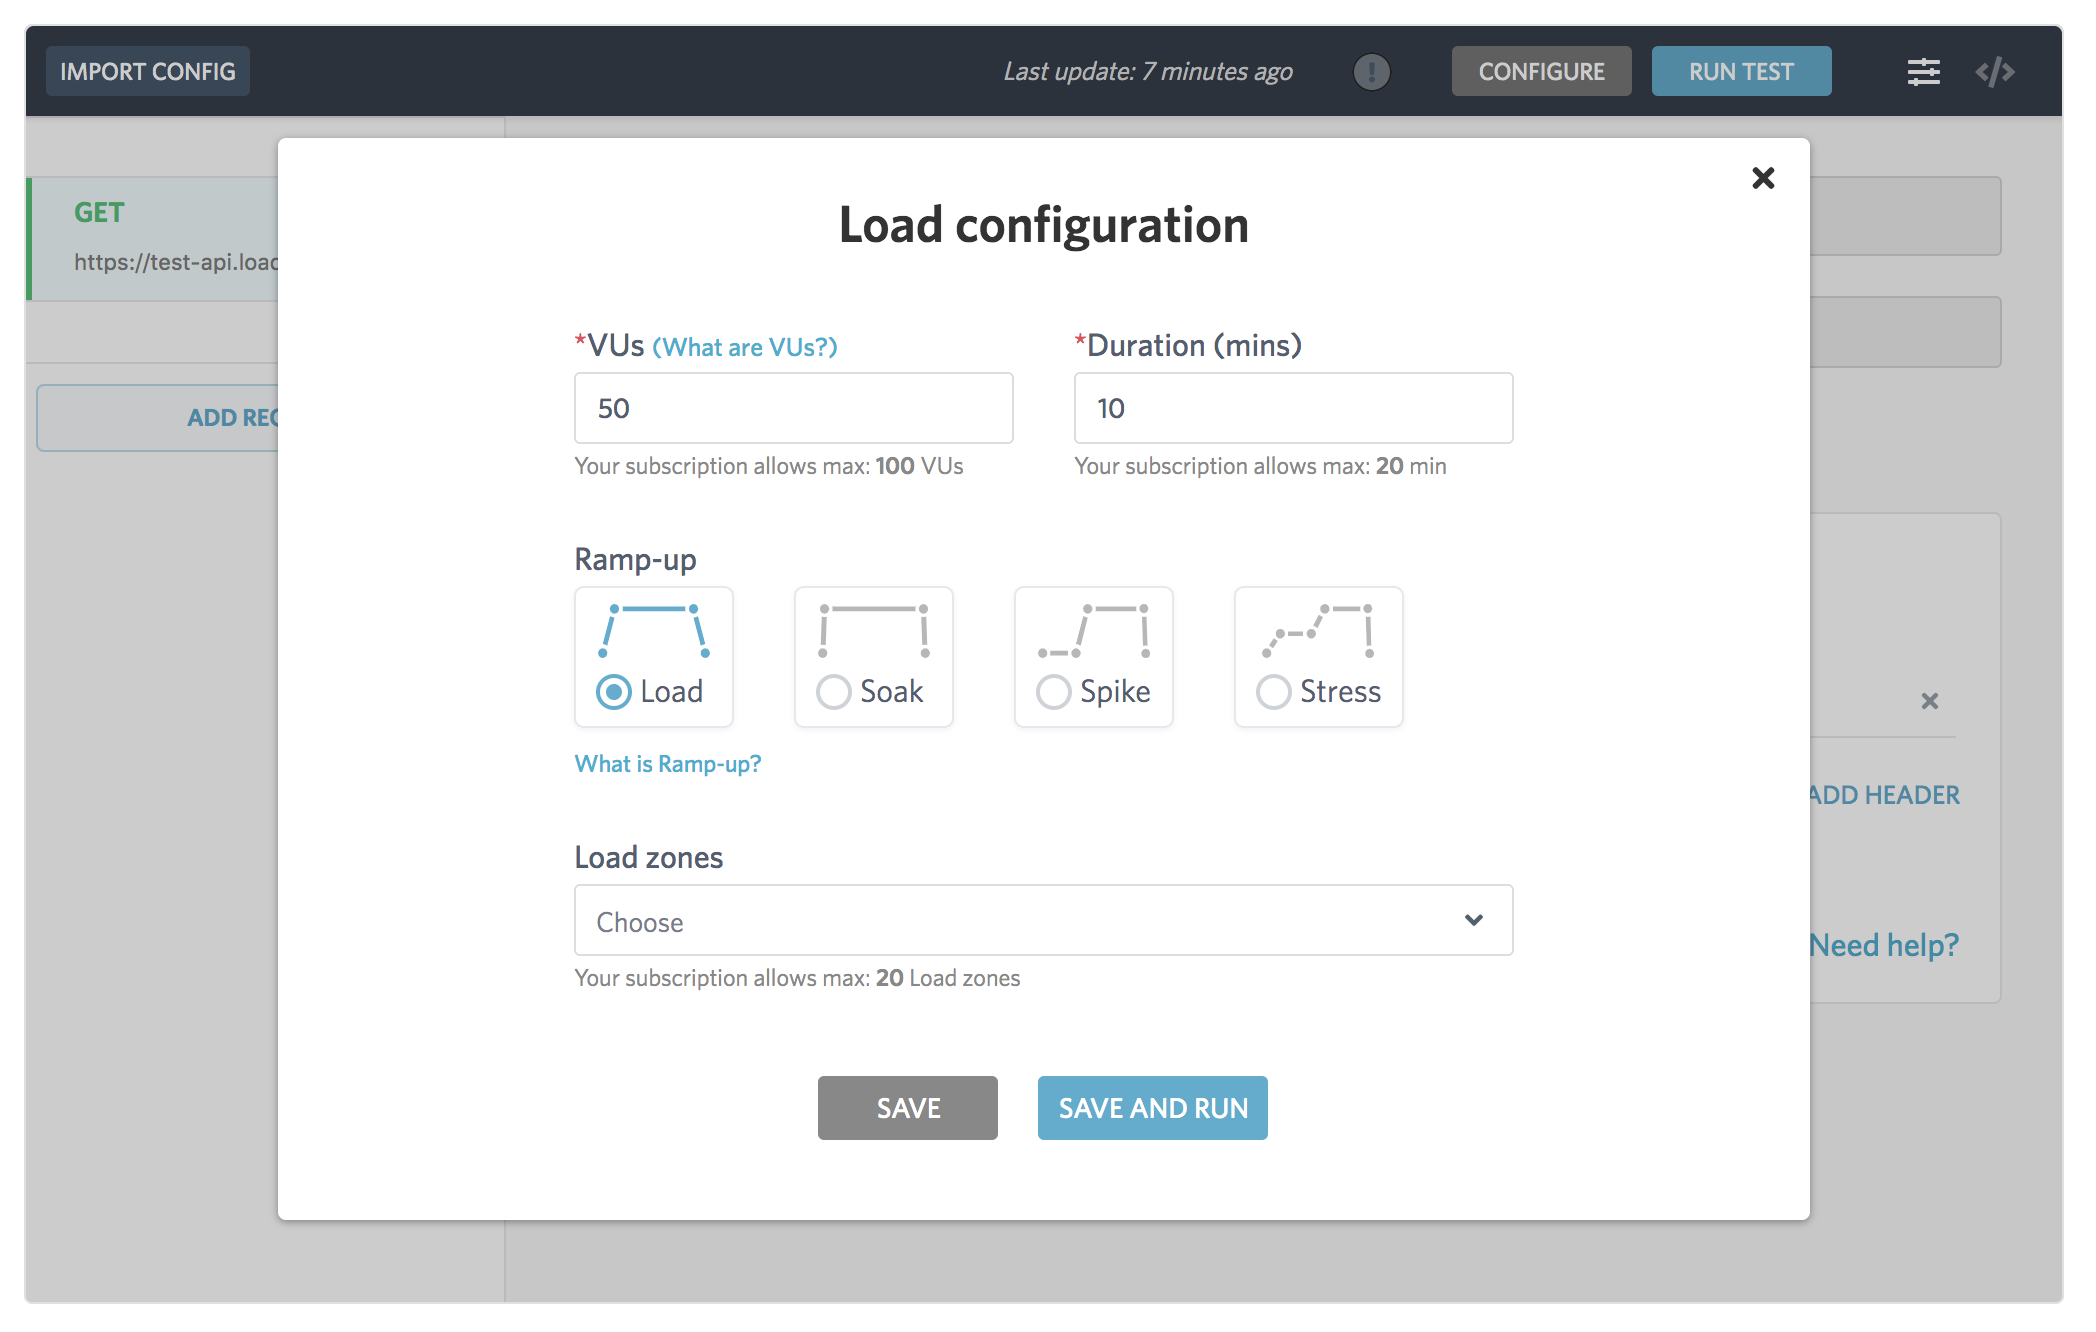 IMPORT CONFIG
Last update: 7 minutes ago
CONFIGURE
RUN TEST
GET
https://test-api.load
ADD REQ
Load configuration
*VUs (What are VUs?)
50
Your subscription allows max: 100 VUs
*Duration (mins)
10
Your subscription allows max: 20 min
Ramp-up
Load
Soak
Spike
Stress
What is Ramp-up?
Load zones
Choose
Your subscription allows max: 20 Load zones
SAVE
SAVE AND RUN
ADD HEADER
Need help?